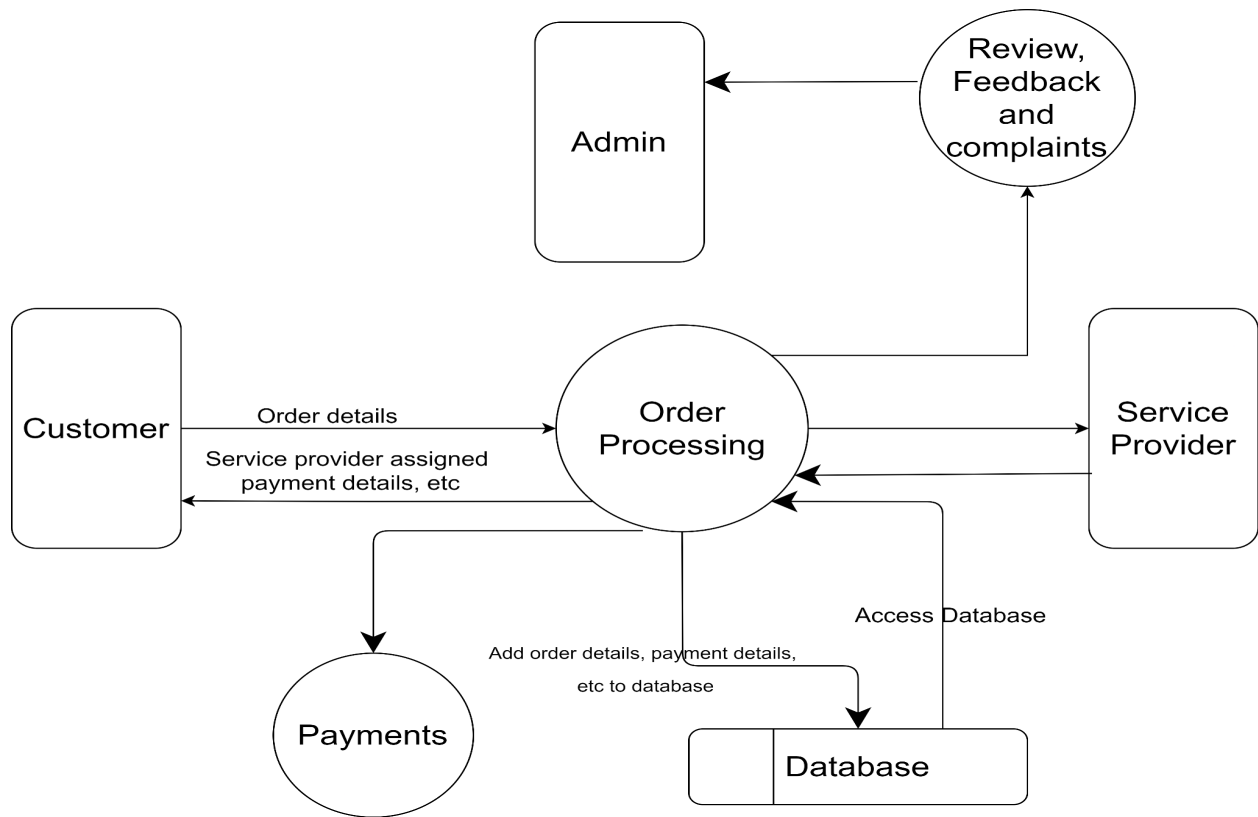 Review,
Feedback
and
complaints
Admin
Customer
Order details
Service provider assigned
payment details, etc
Order
Processing
Service
Provider
Access Database
Add order details, payment details,
etc to database
Payments
Database